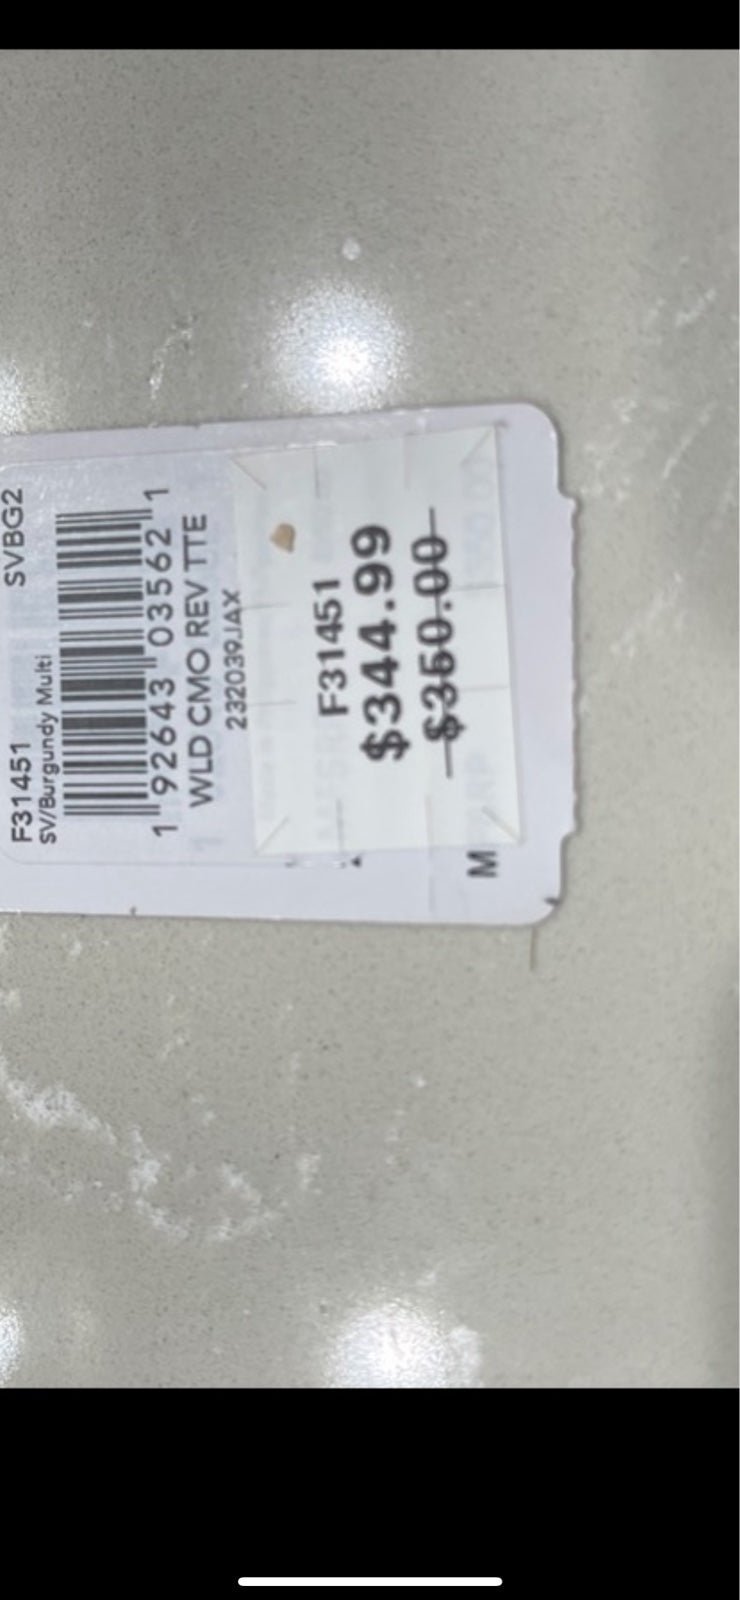 F31451 SVBG2
SV/Burgundy Multi
1 92643 03562 1
WLD CMO REV TTE
232039JAX
F31451
$344.99
$350.00
M